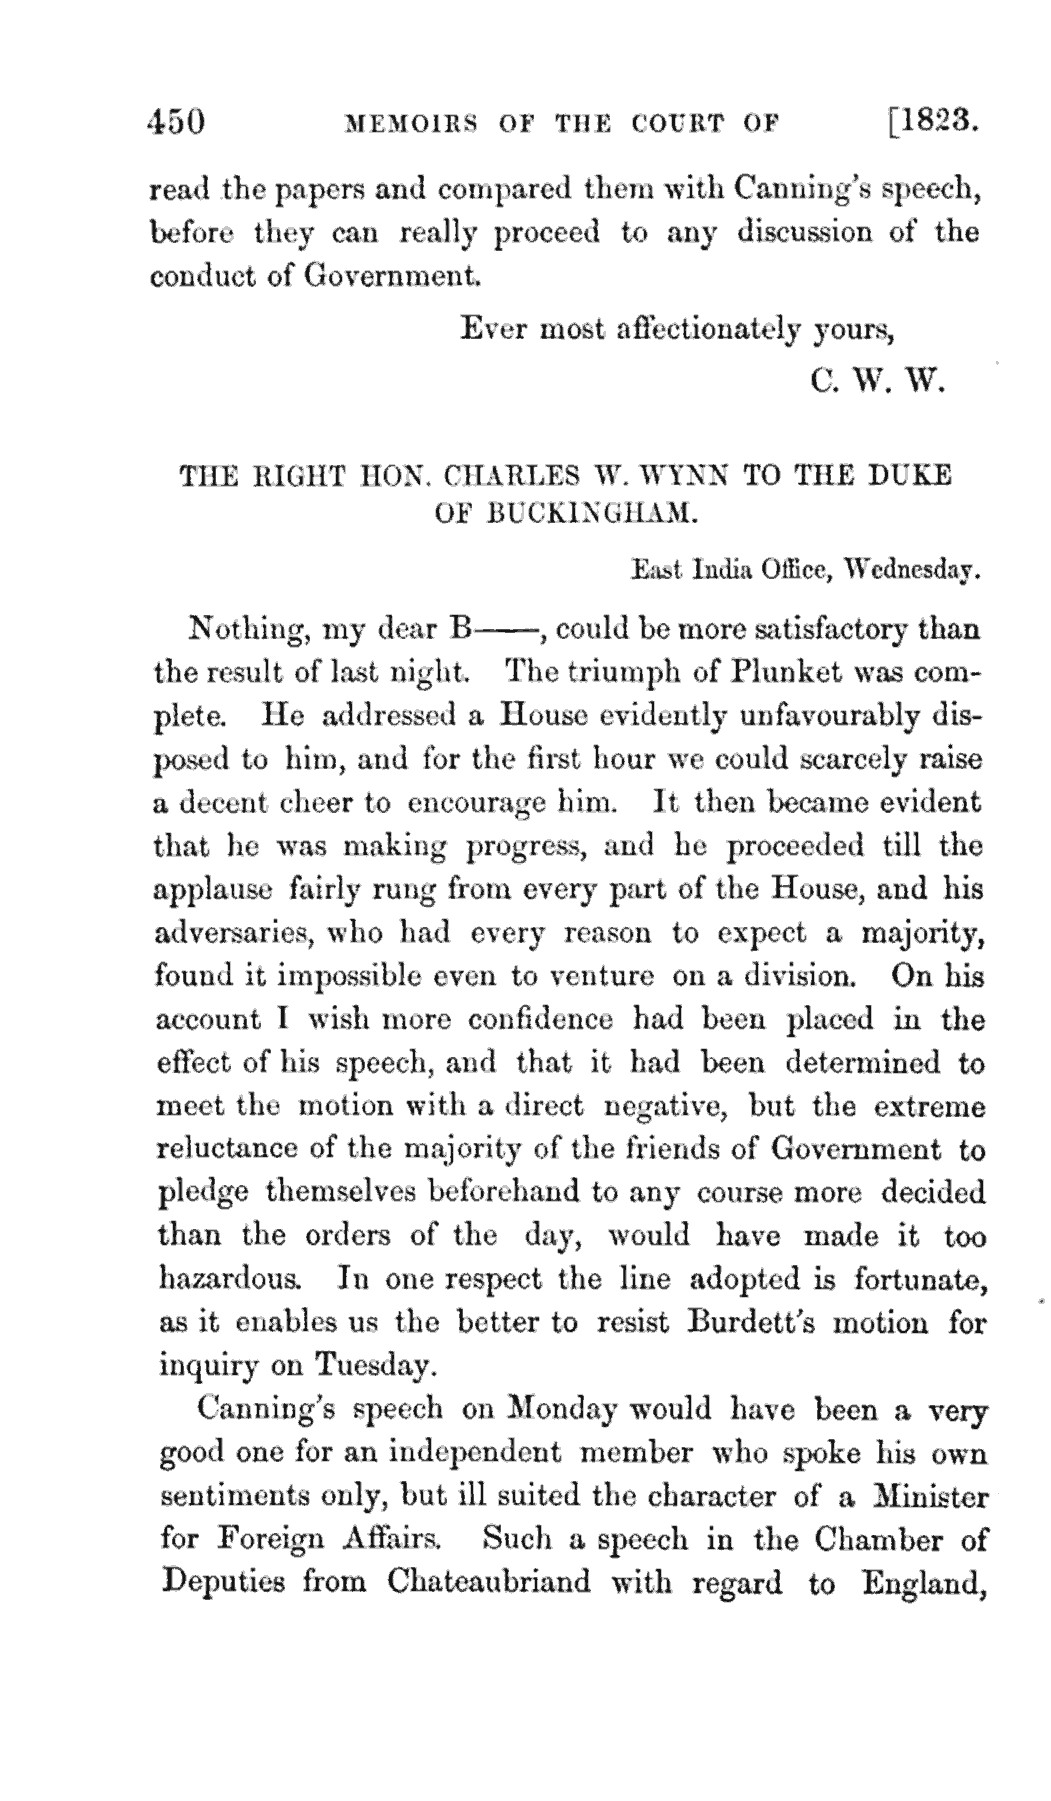 450 MEMOIRS OF THE COURT OF [1823.
read the papers and compared them with Canning's speech,
before they can really proceed to any discussion of the
conduct of Government.
Ever most affectionately yours,
C. W. W.
THE RIGHT HON. CHARLES W. WYNN TO THE DUKE
OF BUCKINGHAM.
East India Office, Wednesday.
Nothing, my dear B——, could be more satisfactory than
the result of last night. The triumph of Plunket was com-
plete. He addressed a House evidently unfavourably dis-
posed to him, and for the first hour we could scarcely raise
a decent cheer to encourage him. It then became evident
that he was making progress, and he proceeded till the
applause fairly rung from every part of the House, and his
adversaries, who had every reason to expect a majority,
found it impossible even to venture on a division. On his
account I wish more confidence had been placed in the
effect of his speech, and that it had been determined to
meet the motion with a direct negative, but the extreme
reluctance of the majority of the friends of Government to
pledge themselves beforehand to any course more decided
than the orders of the day, would have made it too
hazardous. In one respect the line adopted is fortunate,
as it enables us the better to resist Burdett's motion for
inquiry on Tuesday.
Canning's speech on Monday would have been a very
good one for an independent member who spoke his own
sentiments only, but ill suited the character of a Minister
for Foreign Affairs. Such a speech in the Chamber of
Deputies from Chateaubriand with regard to England,